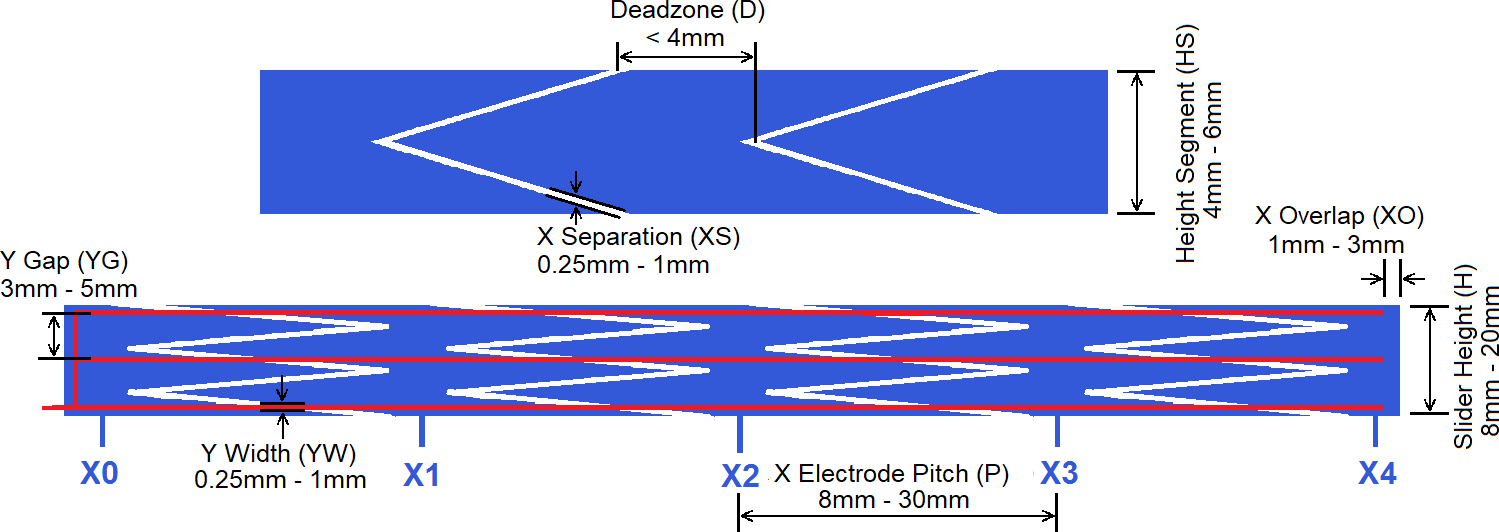 Deadzone (D)
< 4mm
Height Segment (HS)
4mm - 6mm
X Separation (XS)
0.25mm - 1mm
X Overlap (XO)
1mm - 3mm
Y Gap (YG)
3mm - 5mm
Slider Height (H)
8mm - 20mm
Y Width (YW)
0.25mm - 1mm
X0
X1
X2
X Electrode Pitch (P)
8mm - 30mm
X3
X4